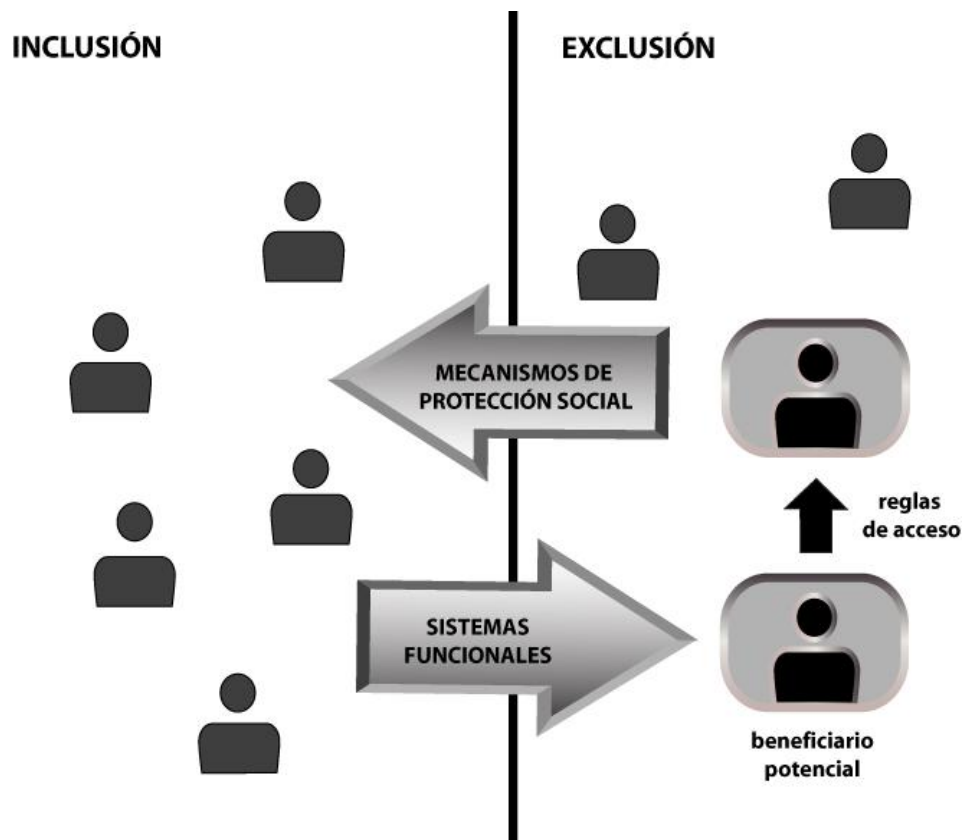 INCLUSIÓN
EXCLUSIÓN
MECANISMOS DE
PROTECCIÓN SOCIAL
reglas
de acceso
SISTEMAS
FUNCIONALES
beneficiario
potencial